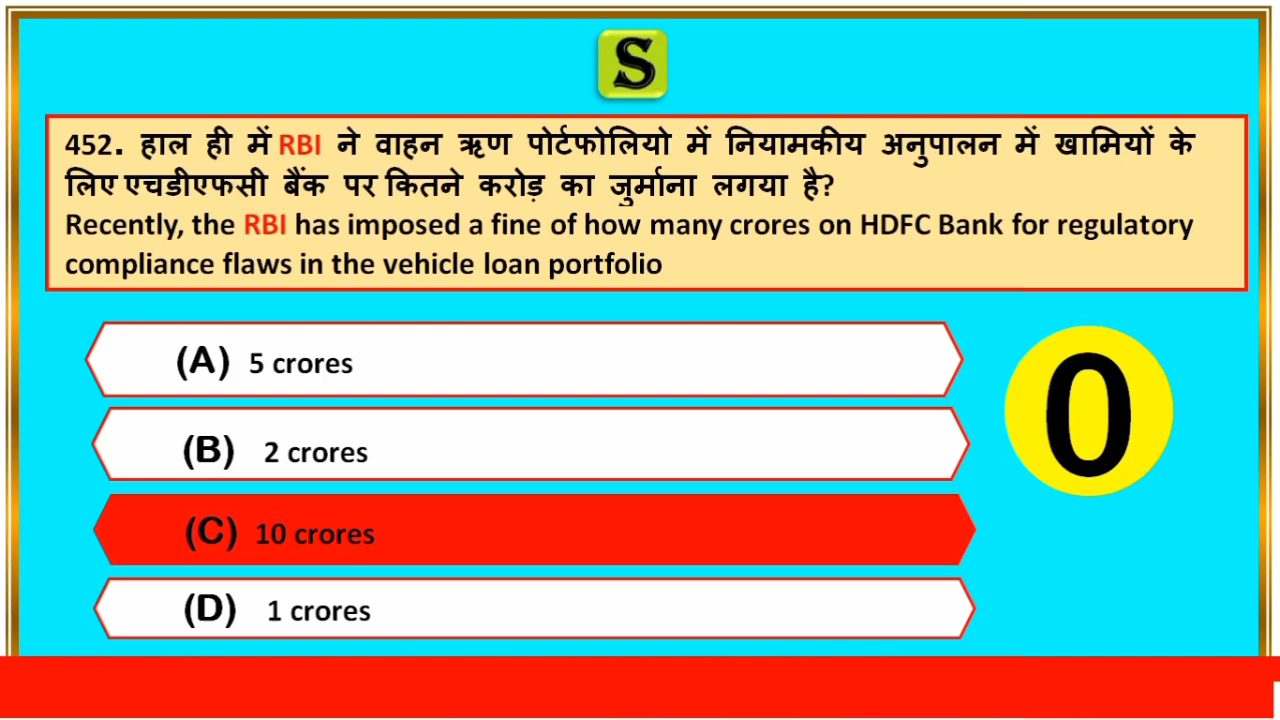 S
452. हाल ही में RBI ने वाहन ऋण पोर्टफोलियो में नियामकीय अनुपालन में खामियों के
लिए एचडीएफसी बैंक पर कितने करोड़ का जुर्माना लगया है?
Recently, the RBI has imposed a fine of how many crores on HDFC Bank for regulatory
compliance flaws in the vehicle loan portfolio
(A) 5 crores
(B) 2 crores
0
(C) 10 crores
(D) 1 crores